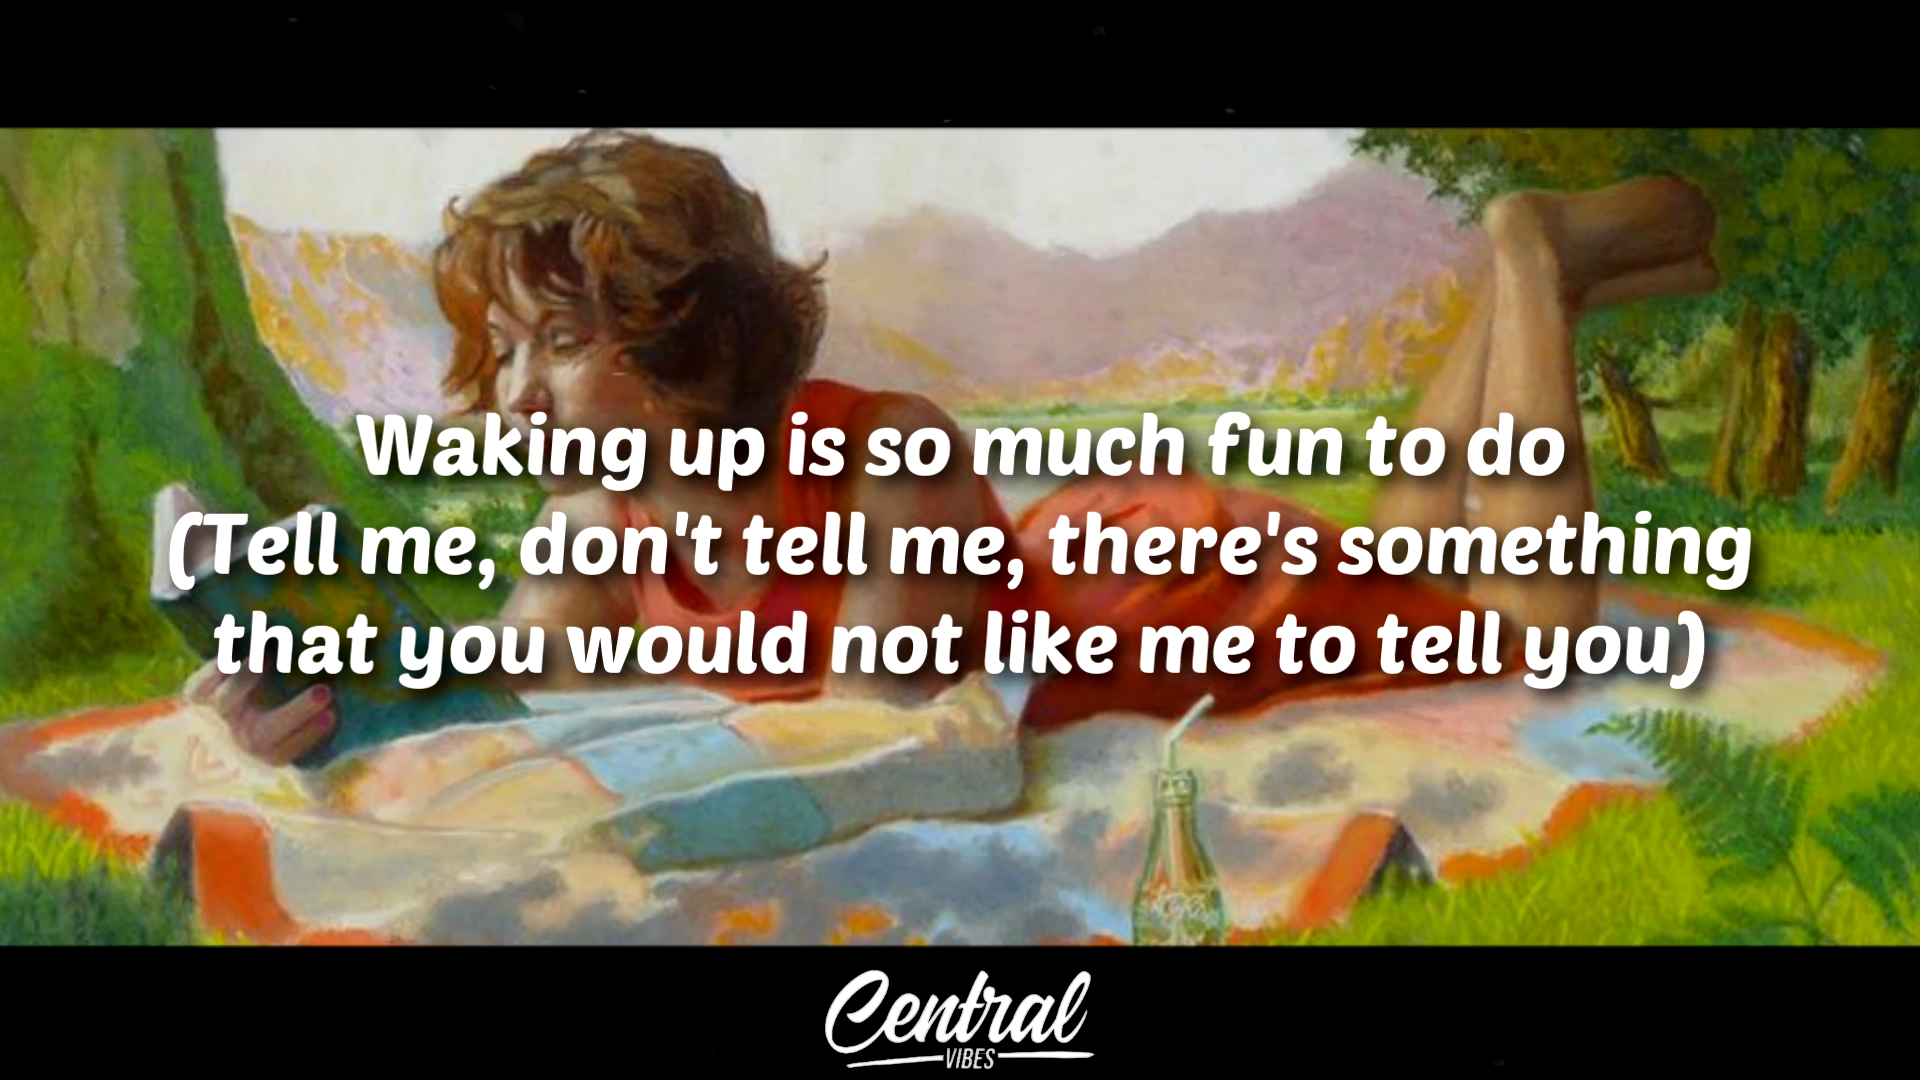 Waking up is so much fun to do
(Tell me, don't tell me, there's something
that you would not like me to tell you)
Central
VIBES